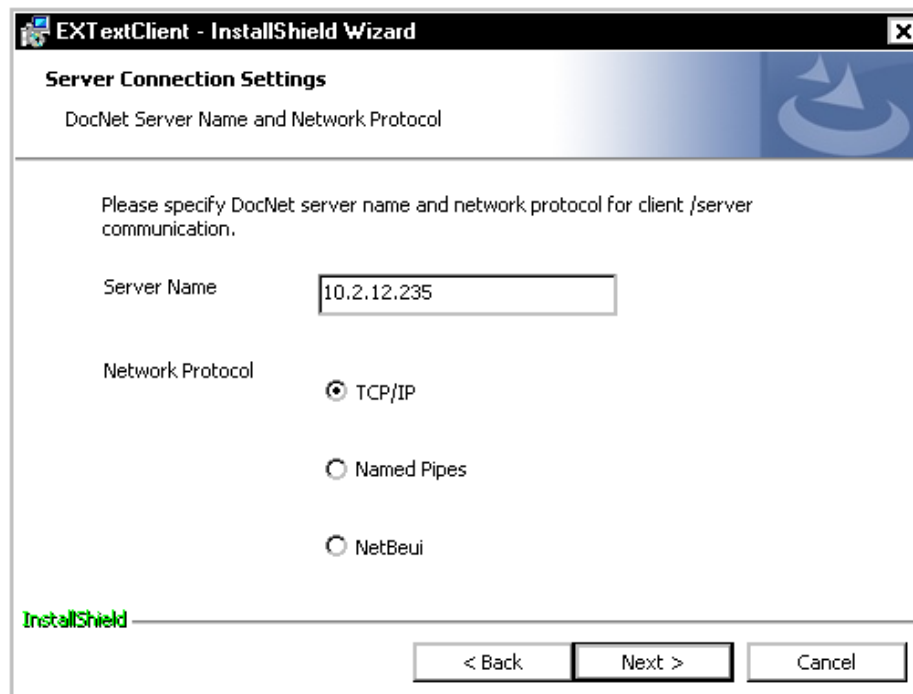 EXTextClient - InstallShield Wizard
Server Connection Settings
DocNet Server Name and Network Protocol
Please specify DocNet server name and network protocol for client /server
communication.
Server Name
10.2.12.235
Network Protocol
TCP/IP
Named Pipes
NetBeui
InstallShield
< Back
Next >
Cancel